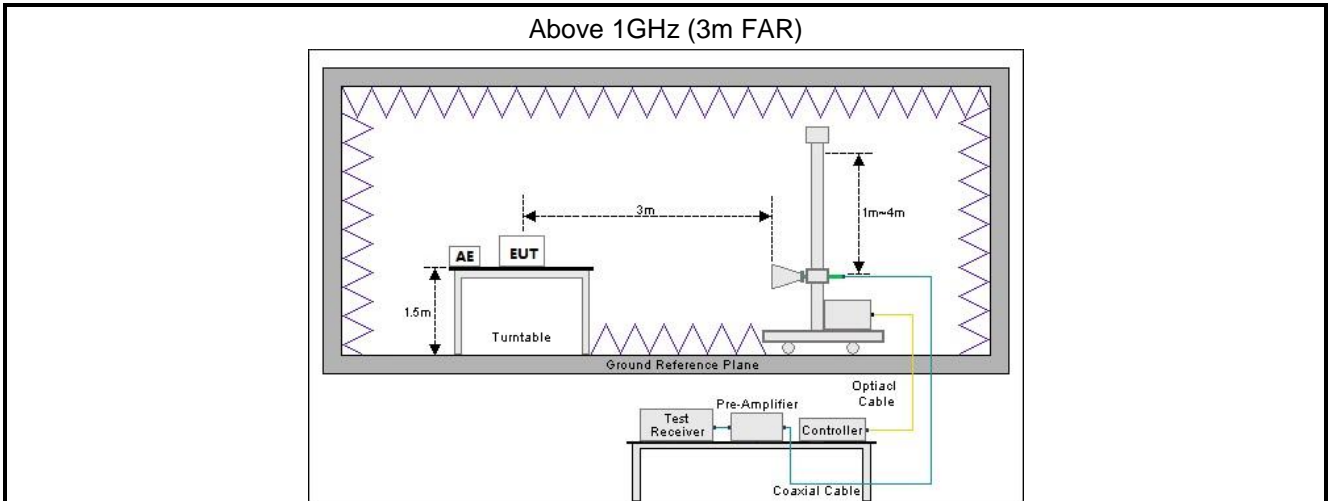 Above 1GHz (3m FAR)
3m
1m~4m
AE
EUT
1.5m
Turntable
Ground Reference Plane
Optiacl
Cable
Pre-Amplifier
Test
Receiver
Controller
Coaxial Cable